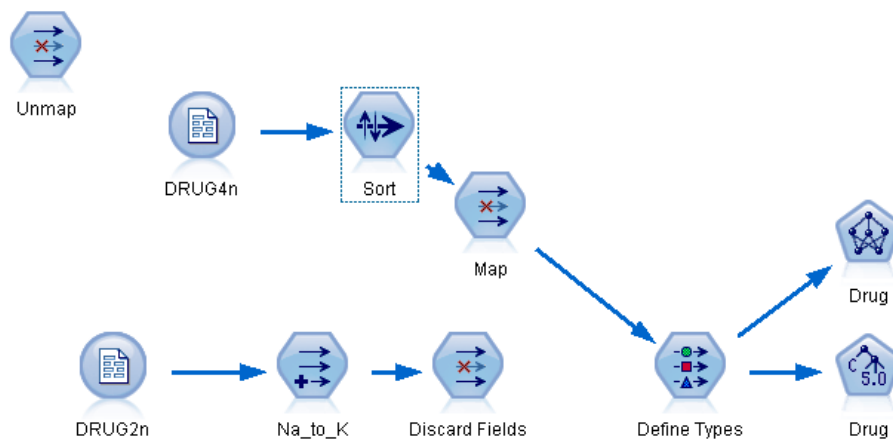 Unmap
DRUG4n
Sort
Map
Drug
DRUG2n
Na_to_K
Discard Fields
Define Types
C 5.0
Drug